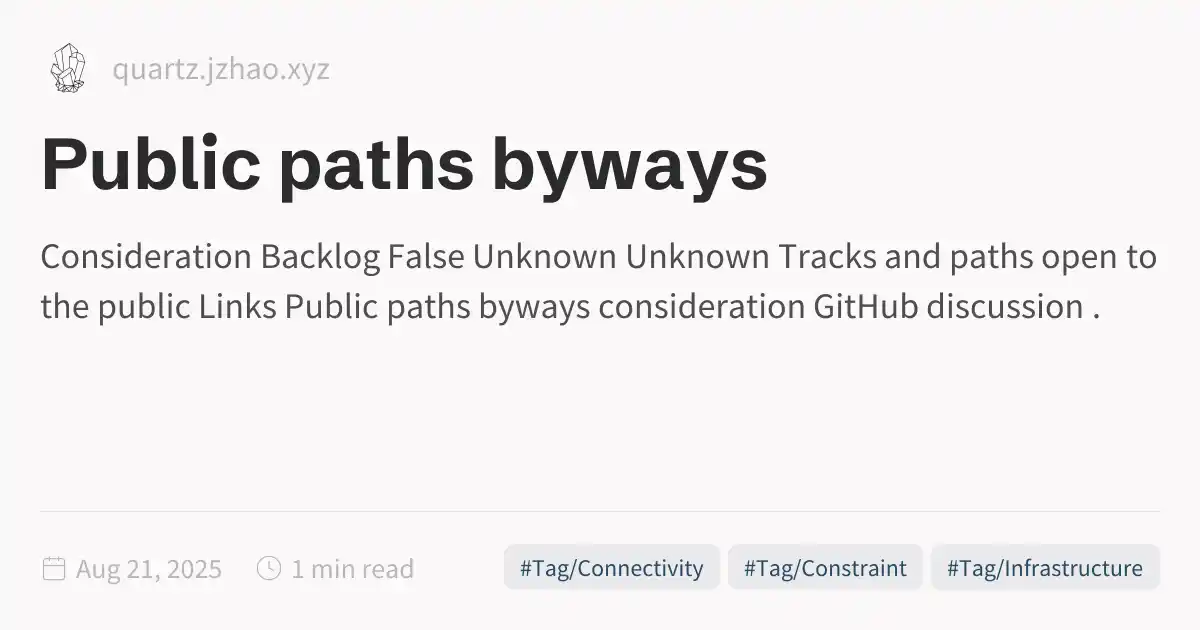 quartz.jzhao.xyz
Public paths byways
Consideration Backlog False Unknown Unknown Tracks and paths open to
the public Links Public paths byways consideration GitHub discussion .
Aug 21, 2025 1 min read #Tag/Connectivity #Tag/Constraint #Tag/Infrastructure